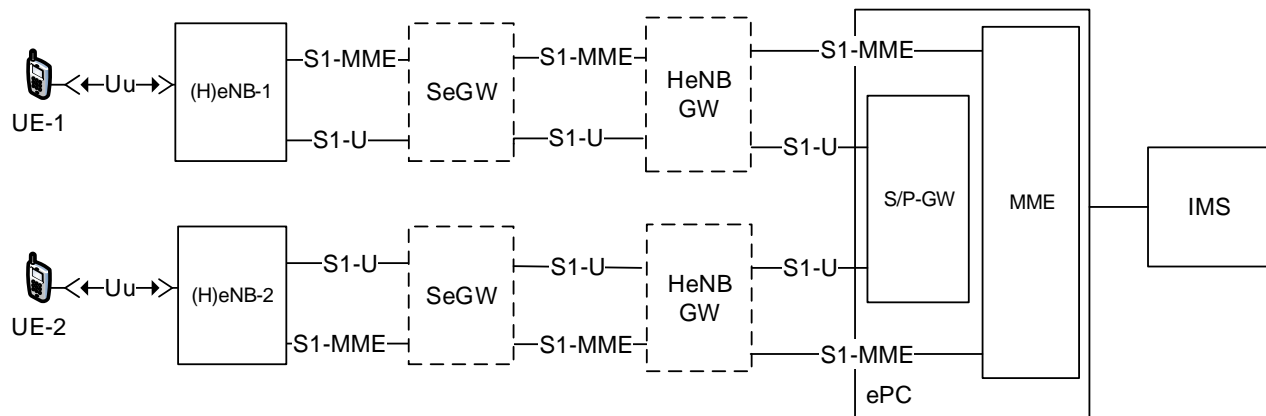 S1-MME
S1-MME
S1-MME
UE-1
Uu
(H)eNB-1
SeGW
HeNB
GW
S1-U
S1-U
S1-U
S/P-GW
MME
IMS
UE-2
Uu
(H)eNB-2
S1-U
SeGW
S1-U
HeNB
GW
S1-U
S1-MME
S1-MME
S1-MME
ePC